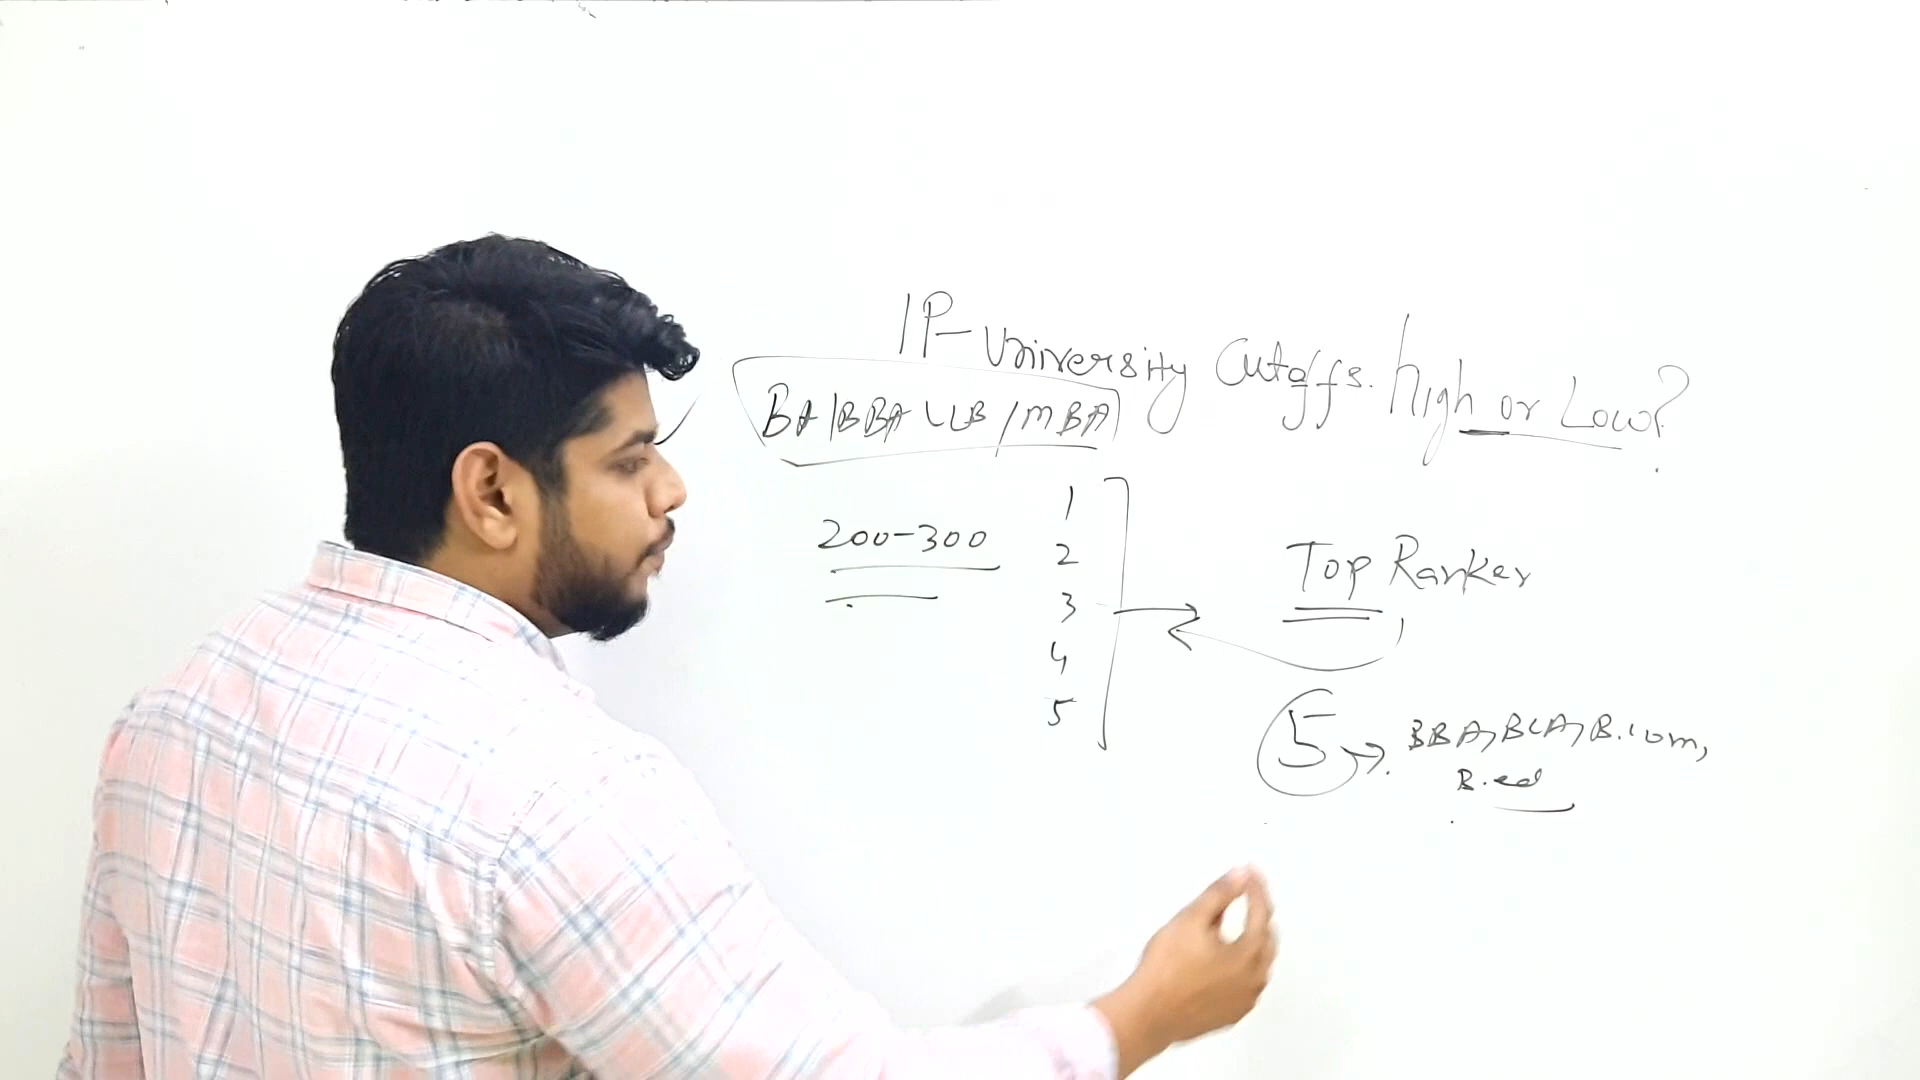 IP-University Cutoffs. High or Low?
BA/BBA LLB/MBA
200-300
1
2
3
4
5
Top Ranker
5 → BBA, BCA, B.com,
B.ed